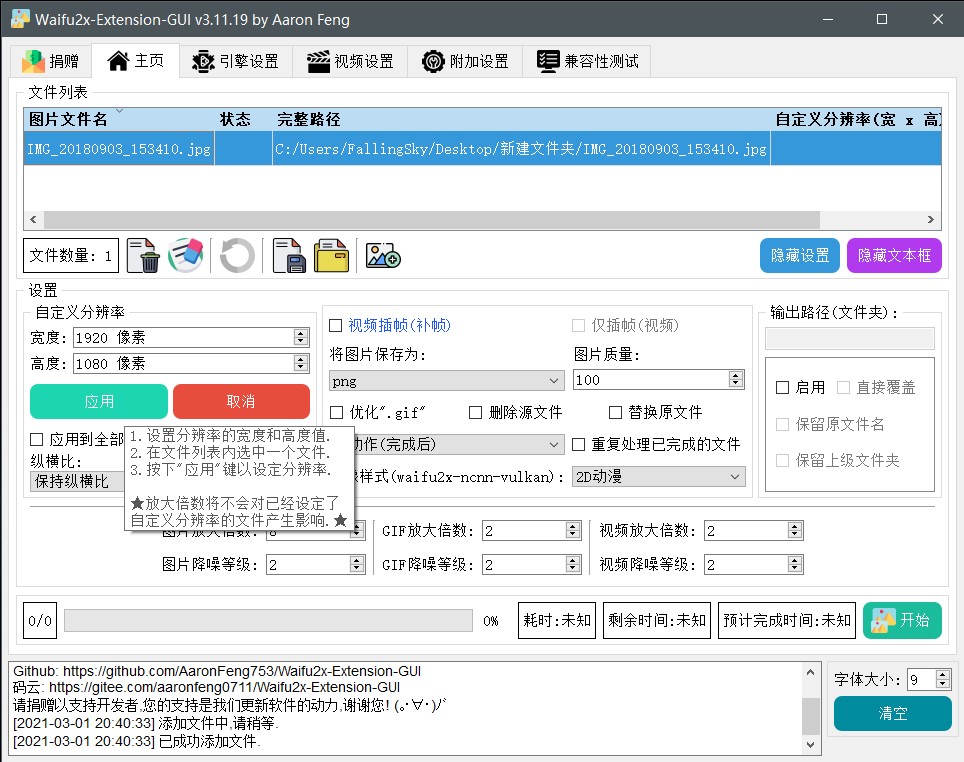 Waifu2x-Extension-GUI v3.11.19 by Aaron Feng
捐赠 主页 引擎设置 视频设置 附加设置 兼容性测试
文件列表
图片文件名 状态 完整路径 自定义分辨率(宽 x 高)
IMG_20180903_153410.jpg C:/Users/FallingSky/Desktop/新建文件夹/IMG_20180903_153410.jpg
文件数量: 1 隐藏设置 隐藏文本框
设置
自定义分辨率
宽度: 1920 像素
高度: 1080 像素
应用 取消
应用到全部
纵横比:
保持纵横比
1. 设置分辨率的宽度和高度值.
2. 在文件列表内选中一个文件.
3. 按下"应用"键以设定分辨率.
★放大倍数将不会对已经设定了
自定义分辨率的文件产生影响.★
视频插帧(补帧) 仅插帧(视频)
将图片保存为: 图片质量:
png 100
优化".gif" 删除源文件 替换原文件
动作(完成后) 重复处理已完成的文件
样式(waifu2x-ncnn-vulkan): 2D动漫
输出路径(文件夹):
启用 直接覆盖
保留原文件名
保留上级文件夹
图片放大倍数: GIF放大倍数: 2 视频放大倍数: 2
图片降噪等级: 2 GIF降噪等级: 2 视频降噪等级: 2
0/0 0% 耗时:未知 剩余时间:未知 预计完成时间:未知 开始
Github: https://github.com/AaronFeng753/Waifu2x-Extension-GUI
码云: https://gitee.com/aaronfeng0711/Waifu2x-Extension-GUI
请捐赠以支持开发者,您的支持是我们更新软件的动力,谢谢您! (｡･∀･)ﾉﾞ
[2021-03-01 20:40:33] 添加文件中,请稍等.
[2021-03-01 20:40:33] 已成功添加文件.
字体大小: 9
清空